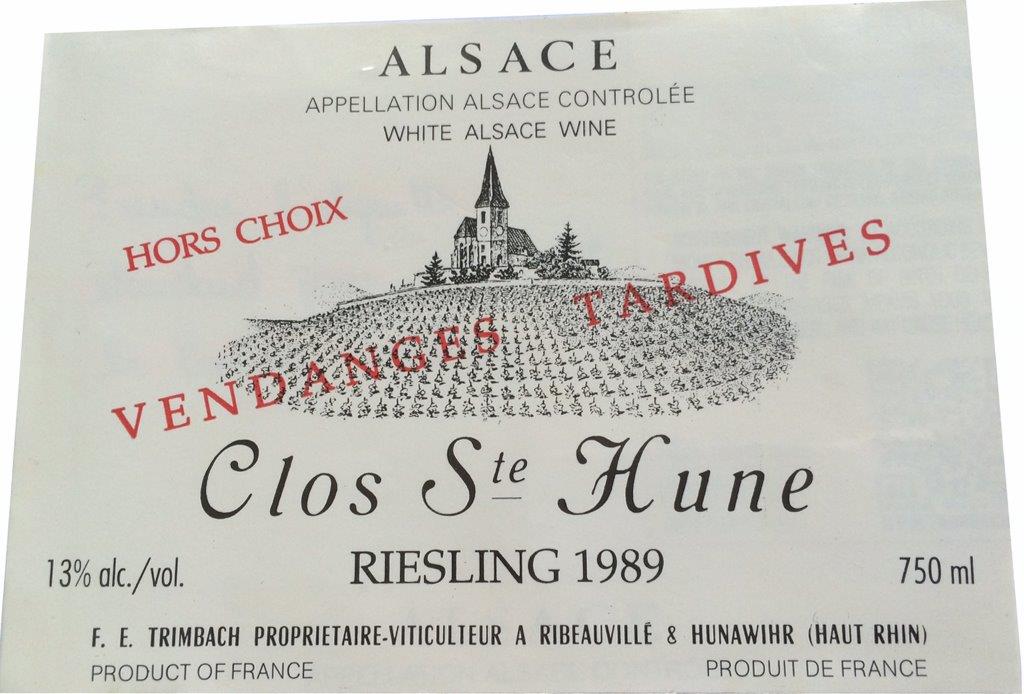 ALSACE
APPELLATION ALSACE CONTROLÉE
WHITE ALSACE WINE
HORS CHOIX
VENDANGES TARDIVES
Clos Ste Hune
RIESLING 1989
13% alc./vol.
750 ml
F. E. TRIMBACH PROPRIETAIRE-VITICULTEUR A RIBEAUVILLÉ & HUNAWIHR (HAUT RHIN)
PRODUCT OF FRANCE
PRODUIT DE FRANCE